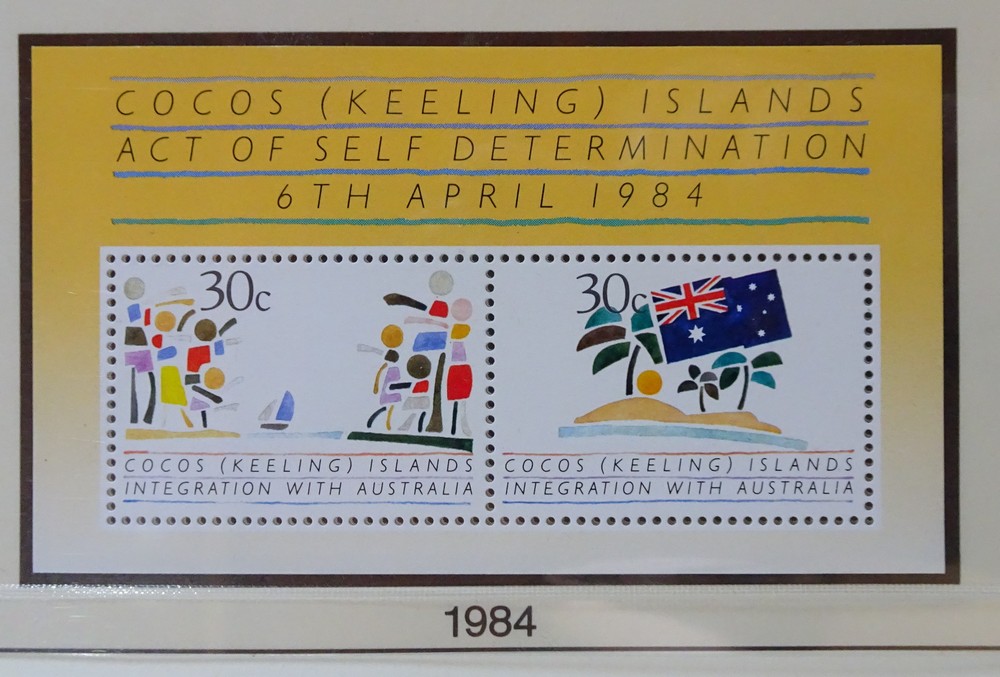 COCOS (KEELING) ISLANDS
ACT OF SELF DETERMINATION
6TH APRIL 1984
30c
COCOS (KEELING) ISLANDS
INTEGRATION WITH AUSTRALIA
30c
COCOS (KEELING) ISLANDS
INTEGRATION WITH AUSTRALIA
1984